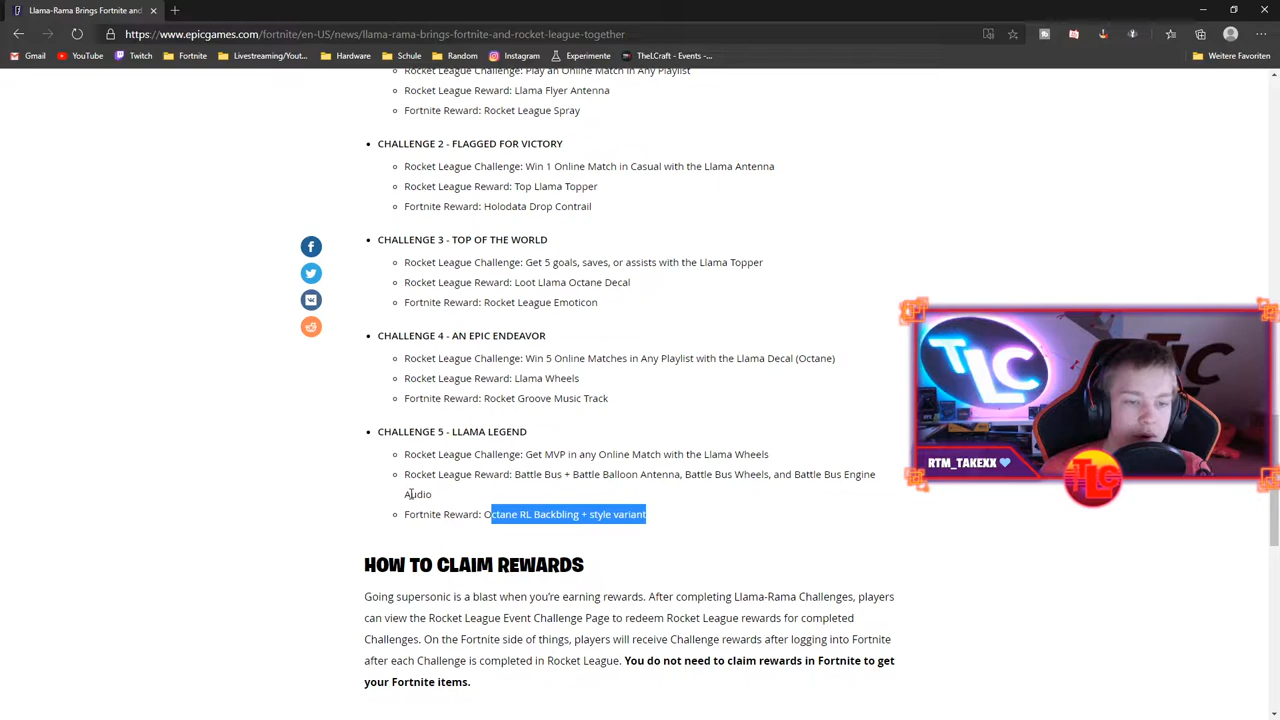 Llama-Rama Brings Fortnite and
https://www.epicgames.com/fortnite/en-US/news/llama-rama-brings-fortnite-and-rocket-league-together
Gmail YouTube Twitch Fortnite Livestreaming/Yout... Hardware Schule Random Instagram Experimente TheLCraft - Events -... Weitere Favoriten
Rocket League Challenge: Play an Online Match in Any Playlist
Rocket League Reward: Llama Flyer Antenna
Fortnite Reward: Rocket League Spray
CHALLENGE 2 - FLAGGED FOR VICTORY
Rocket League Challenge: Win 1 Online Match in Casual with the Llama Antenna
Rocket League Reward: Top Llama Topper
Fortnite Reward: Holodata Drop Contrail
CHALLENGE 3 - TOP OF THE WORLD
Rocket League Challenge: Get 5 goals, saves, or assists with the Llama Topper
Rocket League Reward: Loot Llama Octane Decal
Fortnite Reward: Rocket League Emoticon
CHALLENGE 4 - AN EPIC ENDEAVOR
Rocket League Challenge: Win 5 Online Matches in Any Playlist with the Llama Decal (Octane)
Rocket League Reward: Llama Wheels
Fortnite Reward: Rocket Groove Music Track
CHALLENGE 5 - LLAMA LEGEND
Rocket League Challenge: Get MVP in any Online Match with the Llama Wheels
Rocket League Reward: Battle Bus + Battle Balloon Antenna, Battle Bus Wheels, and Battle Bus Engine
Audio
Fortnite Reward: Octane RL Backbling + style variant
HOW TO CLAIM REWARDS
Going supersonic is a blast when you're earning rewards. After completing Llama-Rama Challenges, players
can view the Rocket League Event Challenge Page to redeem Rocket League rewards for completed
Challenges. On the Fortnite side of things, players will receive Challenge rewards after logging into Fortnite
after each Challenge is completed in Rocket League. You do not need to claim rewards in Fortnite to get
your Fortnite items.
TLC
TLC
RTM_TAKEXX
TLC